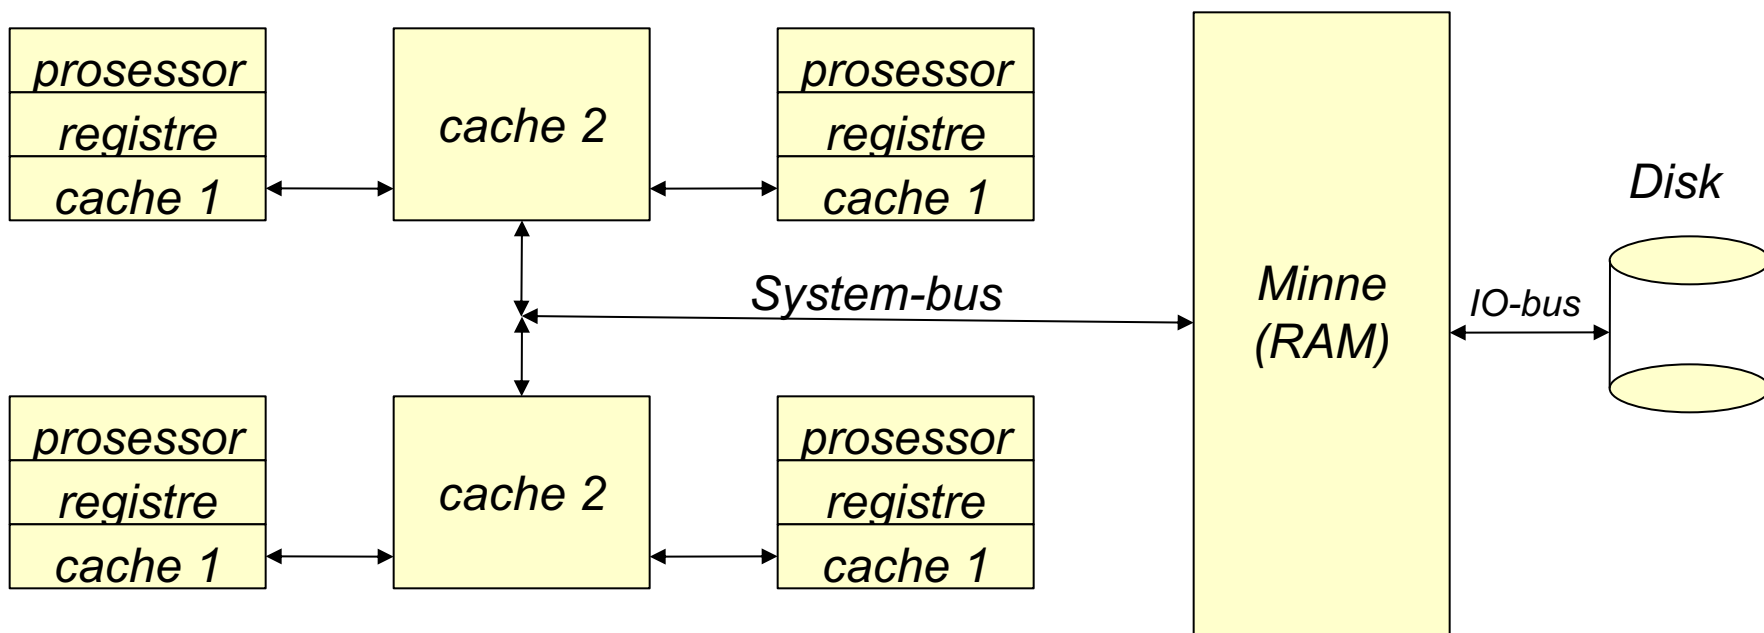 prosessor
registre
cache 1
cache 2
prosessor
registre
cache 1
System-bus
prosessor
registre
cache 1
cache 2
prosessor
registre
cache 1
Minne
(RAM)
IO-bus
Disk